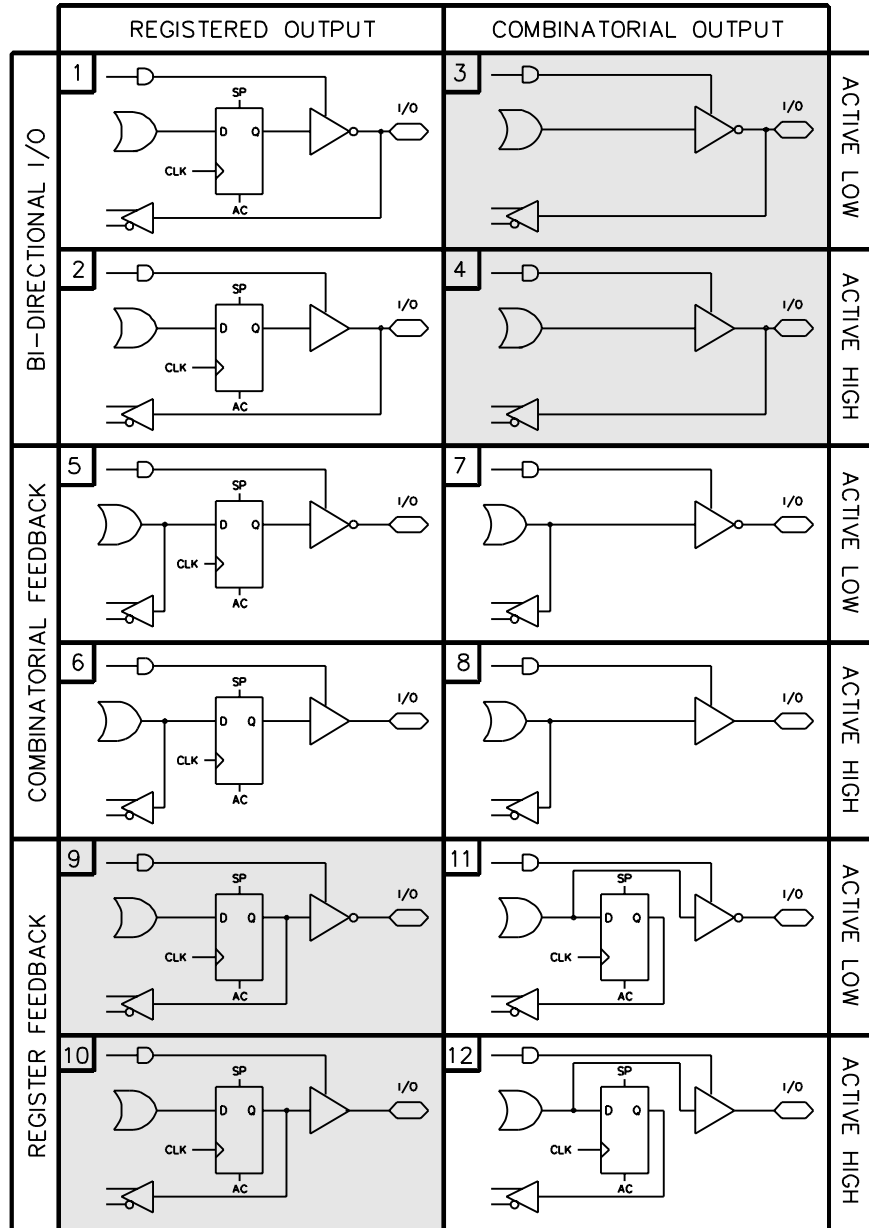 REGISTERED OUTPUT
COMBINATORIAL OUTPUT
BI-DIRECTIONAL I/O
1
SP
D Q
CLK
AC
I/O
3
I/O
ACTIVE LOW
2
SP
D Q
CLK
AC
I/O
4
I/O
ACTIVE HIGH
COMBINATORIAL FEEDBACK
5
SP
D Q
CLK
AC
I/O
7
I/O
ACTIVE LOW
6
SP
D Q
CLK
AC
I/O
8
I/O
ACTIVE HIGH
REGISTER FEEDBACK
9
SP
D Q
CLK
AC
I/O
11
SP
D Q
CLK
AC
I/O
ACTIVE LOW
10
SP
D Q
CLK
AC
I/O
12
SP
D Q
CLK
AC
I/O
ACTIVE HIGH